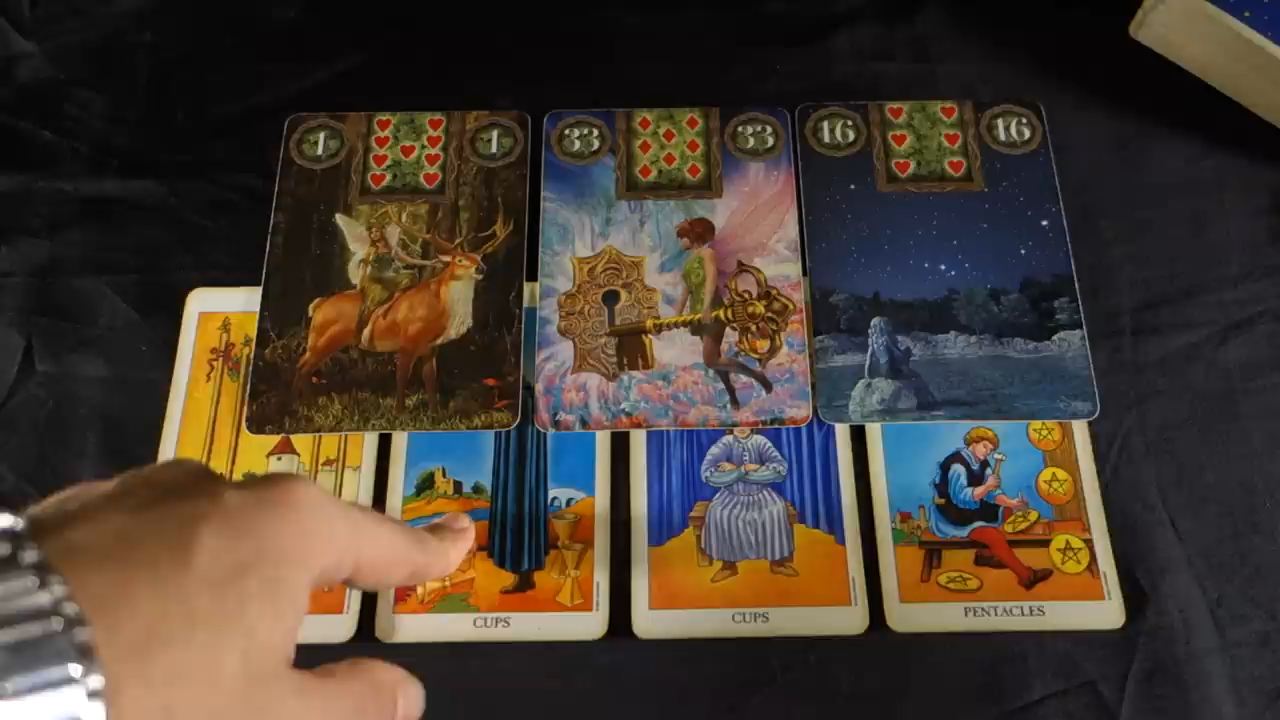 1 1
33 33
16 16
CUPS
CUPS
PENTACLES